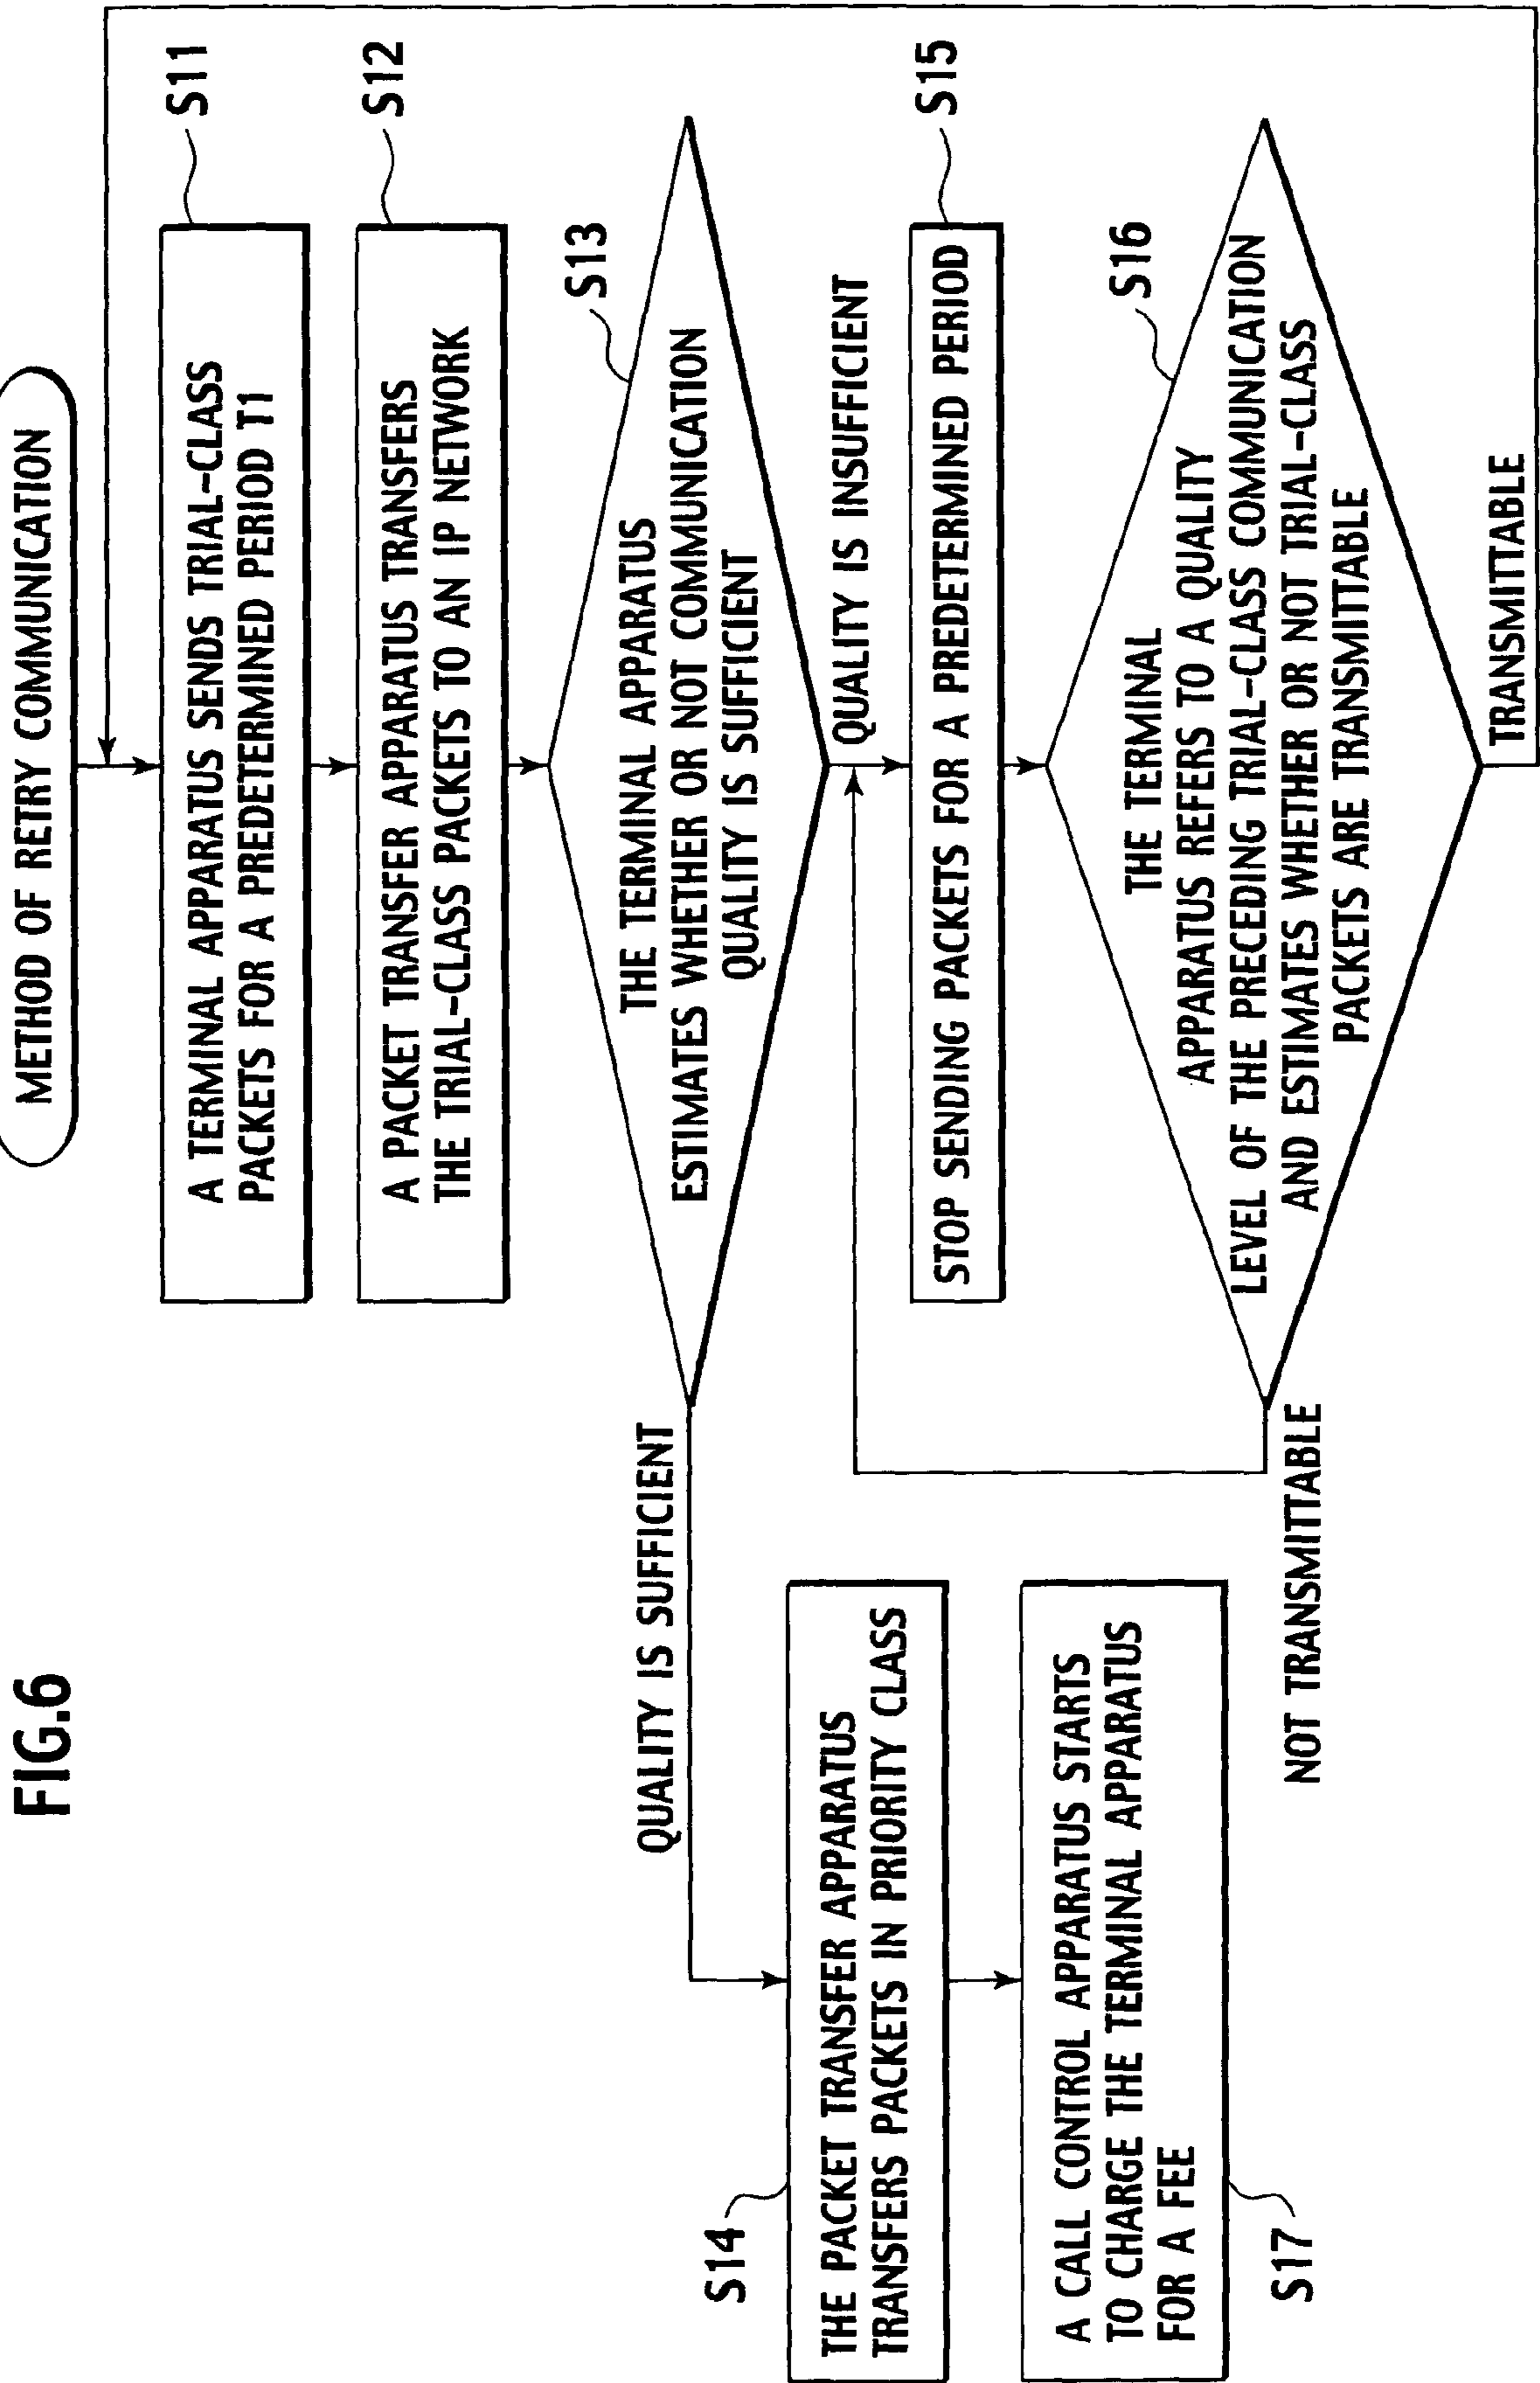 FIG.6
METHOD OF RETRY COMMUNICATION
S11
A TERMINAL APPARATUS SENDS TRIAL-CLASS
PACKETS FOR A PREDETERMINED PERIOD T1
S12
A PACKET TRANSFER APPARATUS TRANSFERS
THE TRIAL-CLASS PACKETS TO AN IP NETWORK
S13
THE TERMINAL APPARATUS
ESTIMATES WHETHER OR NOT COMMUNICATION
QUALITY IS SUFFICIENT
QUALITY IS SUFFICIENT
QUALITY IS INSUFFICIENT
S14
THE PACKET TRANSFER APPARATUS
TRANSFERS PACKETS IN PRIORITY CLASS
S15
STOP SENDING PACKETS FOR A PREDETERMINED PERIOD
S16
THE TERMINAL
APPARATUS REFERS TO A QUALITY
LEVEL OF THE PRECEDING TRIAL-CLASS COMMUNICATION
AND ESTIMATES WHETHER OR NOT TRIAL-CLASS
PACKETS ARE TRANSMITTABLE
A CALL CONTROL APPARATUS STARTS
TO CHARGE THE TERMINAL APPARATUS
FOR A FEE
S17
NOT TRANSMITTABLE
TRANSMITTABLE